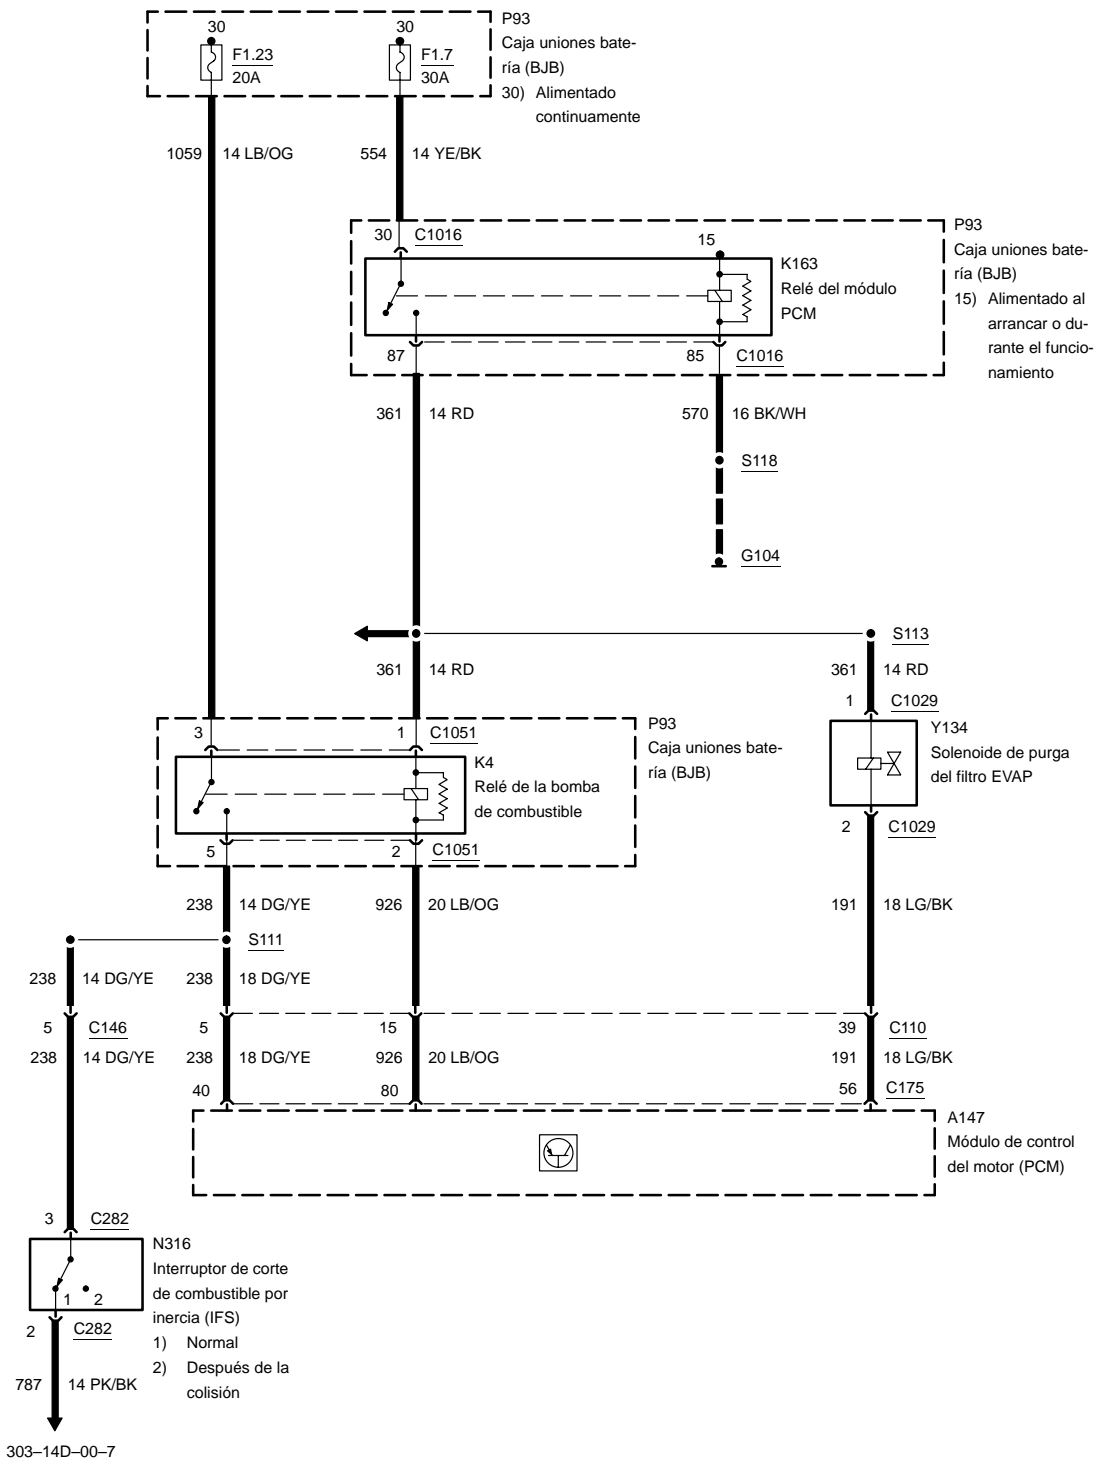 30
F1.23
20A
30
F1.7
30A
P93
Caja uniones bate-
ría (BJB)
30) Alimentado
continuamente
1059
14 LB/OG
554
14 YE/BK
30
C1016
15
K163
Relé del módulo
PCM
P93
Caja uniones bate-
ría (BJB)
15) Alimentado al
arrancar o du-
rante el funcio-
namiento
87
85
C1016
361
14 RD
570
16 BK/WH
S118
G104
S113
361
14 RD
361
14 RD
1
C1029
3
1
C1051
K4
Relé de la bomba
de combustible
P93
Caja uniones bate-
ría (BJB)
Y134
Solenoide de purga
del filtro EVAP
5
2
C1051
2
C1029
238
14 DG/YE
926
20 LB/OG
191
18 LG/BK
S111
238
14 DG/YE
238
18 DG/YE
5
C146
5
15
39
C110
238
14 DG/YE
238
18 DG/YE
926
20 LB/OG
191
18 LG/BK
40
80
56
C175
A147
Módulo de control
del motor (PCM)
3
C282
N316
Interruptor de corte
de combustible por
inercia (IFS)
1) Normal
2) Después de la
colisión
1
2
2
C282
787
14 PK/BK
303–14D–00–7